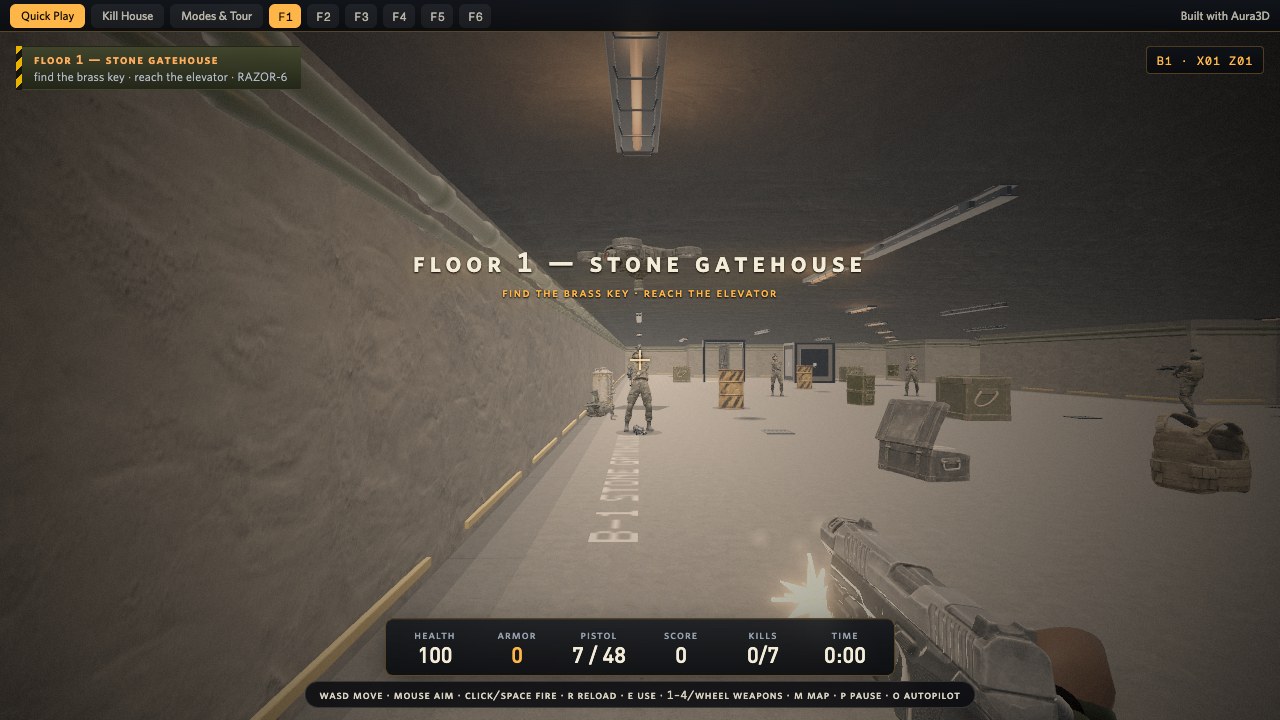 Quick Play Kill House Modes & Tour F1 F2 F3 F4 F5 F6 Built with Aura3D
FLOOR 1 — STONE GATEHOUSE
find the brass key · reach the elevator · RAZOR-6
B1 · X01 Z01
FLOOR 1 — STONE GATEHOUSE
FIND THE BRASS KEY · REACH THE ELEVATOR
B-1 STONE
HEALTH ARMOR PISTOL SCORE KILLS TIME
100 0 7 / 48 0 0/7 0:00
WASD MOVE · MOUSE AIM · CLICK/SPACE FIRE · R RELOAD · E USE · 1–4/WHEEL WEAPONS · M MAP · P PAUSE · O AUTOPILOT